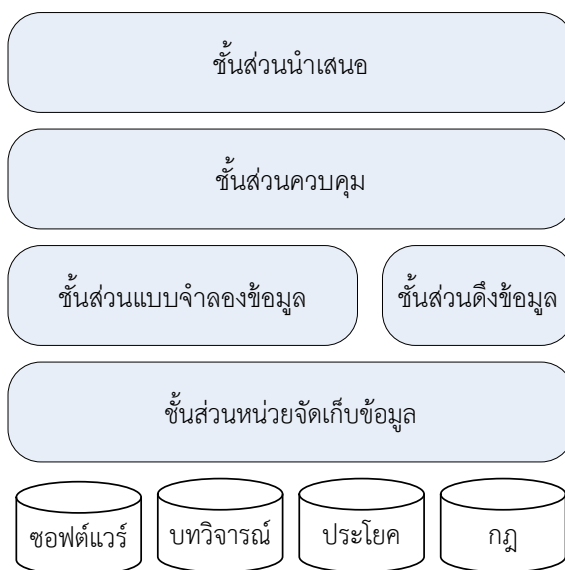 ชั้นส่วนนำเสนอ
ชั้นส่วนควบคุม
ชั้นส่วนแบบจำลองข้อมูล ชั้นส่วนดึงข้อมูล
ชั้นส่วนหน่วยจัดเก็บข้อมูล
ซอฟต์แวร์ บทวิจารณ์ ประโยค กฎ